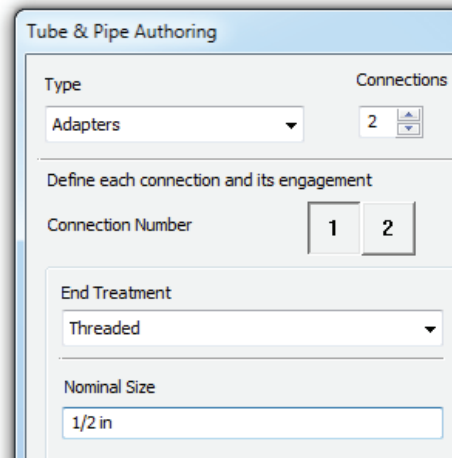 Tube & Pipe Authoring
Type Connections
Adapters 2
Define each connection and its engagement
Connection Number 1 2
End Treatment
Threaded
Nominal Size
1/2 in